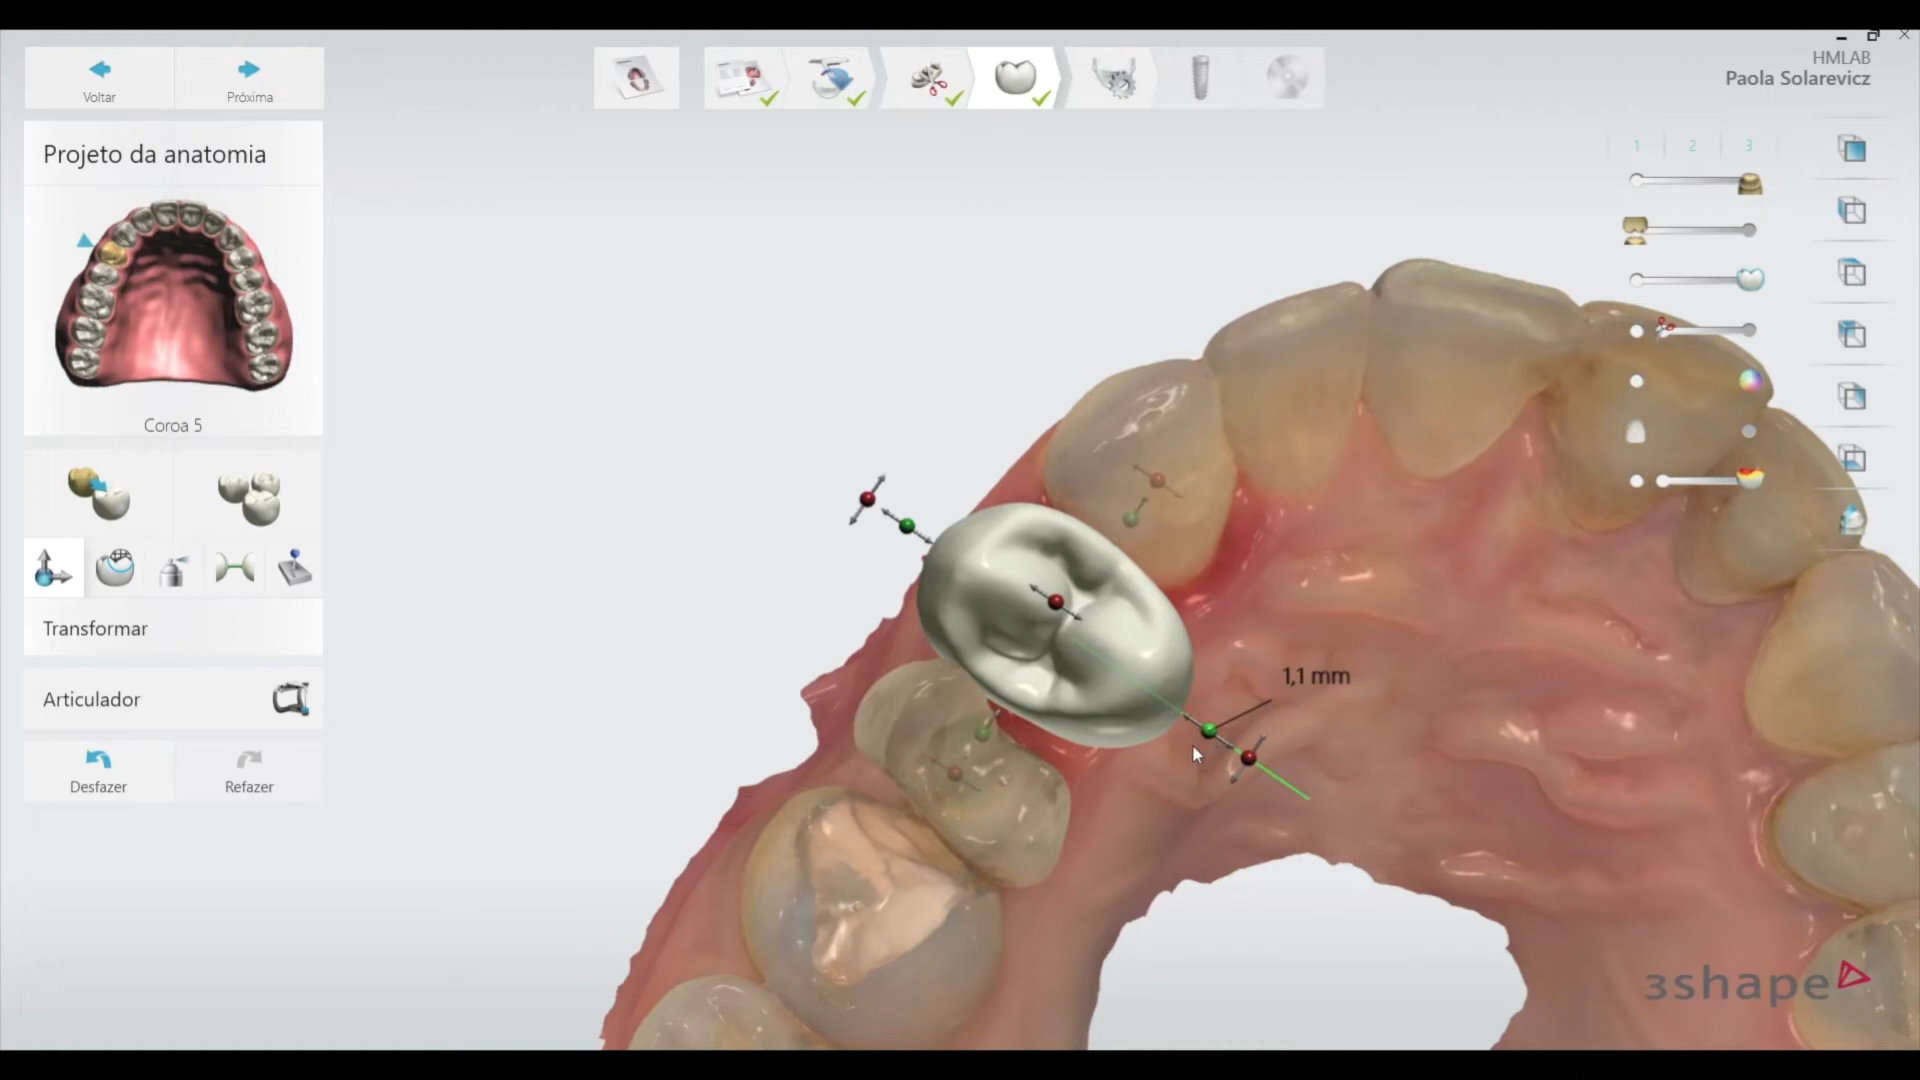 Voltar
Próxima
HMLAB
Paola Solarevicz
Projeto da anatomia
1 2 3
Coroa 5
Transformar
1,1 mm
Articulador
Desfazer
Refazer
3shape